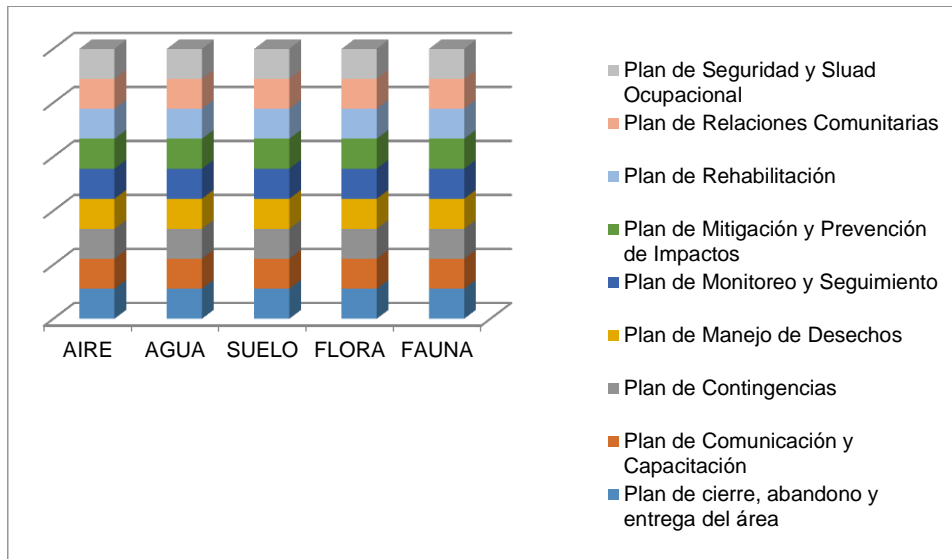 AIRE AGUA SUELO FLORA FAUNA
Plan de Seguridad y Sluad
Ocupacional
Plan de Relaciones Comunitarias
Plan de Rehabilitación
Plan de Mitigación y Prevención
de Impactos
Plan de Monitoreo y Seguimiento
Plan de Manejo de Desechos
Plan de Contingencias
Plan de Comunicación y
Capacitación
Plan de cierre, abandono y
entrega del área